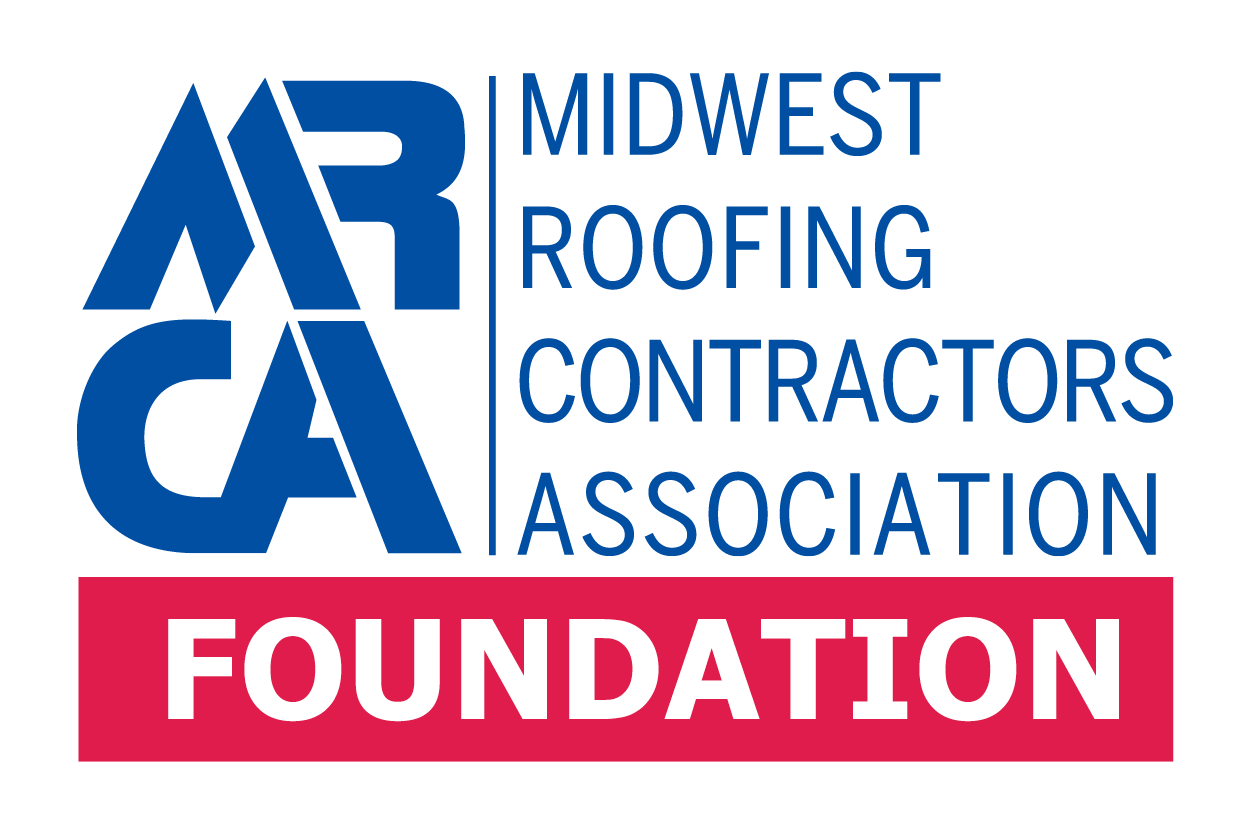 MR
CA
MIDWEST
ROOFING
CONTRACTORS
ASSOCIATION
FOUNDATION